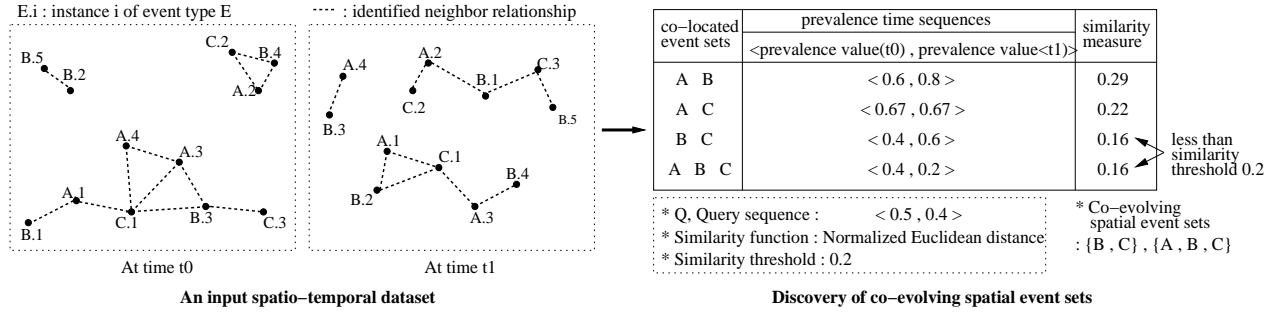 E.i : instance i of event type E
: identified neighbor relationship
C.2
B.4
B.5
B.2
A.2
A.4
A.3
A.1
C.1
B.3
C.3
B.1
At time t0
A.2
A.4
C.3
B.1
C.2
B.3
B.5
A.1
C.1
B.4
B.2
A.3
At time t1
An input spatio−temporal dataset
co−located event sets
prevalence time sequences
<prevalence value(t0) , prevalence value<t1)>
similarity measure
A B < 0.6 , 0.8 > 0.29
A C < 0.67 , 0.67 > 0.22
B C < 0.4 , 0.6 > 0.16
A B C < 0.4 , 0.2 > 0.16
less than
similarity
threshold 0.2
* Q, Query sequence : < 0.5 , 0.4 >
* Similarity function : Normalized Euclidean distance
* Similarity threshold : 0.2
* Co−evolving
spatial event sets
: {B , C} , {A , B , C}
Discovery of co−evolving spatial event sets